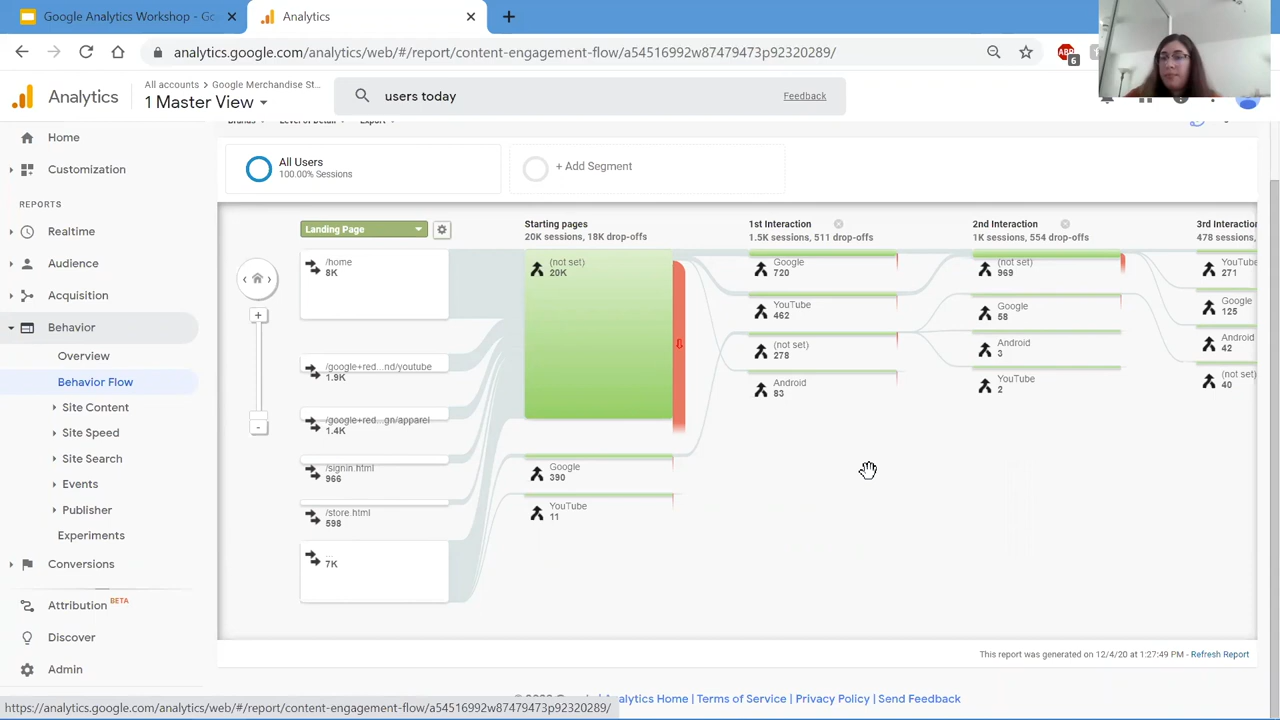 Google Analytics Workshop - Go
Analytics
analytics.google.com/analytics/web/#/report/content-engagement-flow/a54516992w87479473p92320289/
ABP
6
Analytics
All accounts > Google Merchandise St...
1 Master View
users today
Feedback
Home
Customization
REPORTS
Realtime
Audience
Acquisition
Behavior
Overview
Behavior Flow
Site Content
Site Speed
Site Search
Events
Publisher
Experiments
Conversions
Attribution BETA
Discover
Admin
Brands
Level of Detail
Export
All Users
100.00% Sessions
+ Add Segment
Landing Page
/home
8K
/google+red...nd/youtube
1.9K
/google+red...gn/apparel
1.4K
/signin.html
966
/store.html
598
...
7K
Starting pages
20K sessions, 18K drop-offs
(not set)
20K
Google
390
YouTube
11
1st Interaction
1.5K sessions, 511 drop-offs
Google
720
YouTube
462
(not set)
278
Android
83
2nd Interaction
1K sessions, 554 drop-offs
(not set)
969
Google
58
Android
3
YouTube
2
3rd Interaction
478 sessions,
YouTube
271
Google
125
Android
42
(not set)
40
This report was generated on 12/4/20 at 1:27:49 PM - Refresh Report
Analytics Home | Terms of Service | Privacy Policy | Send Feedback
https://analytics.google.com/analytics/web/#/report/content-engagement-flow/a54516992w87479473p92320289/